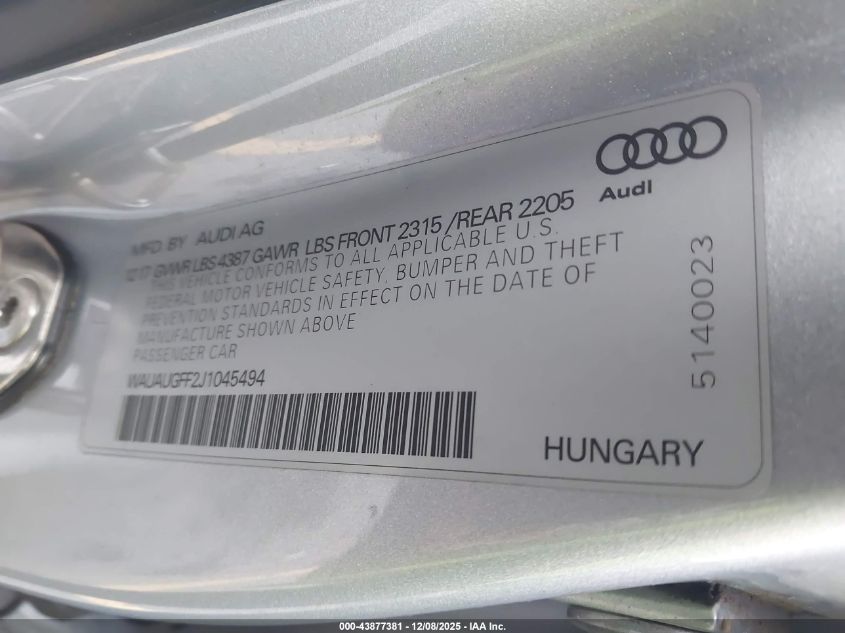 Audi
MFD. BY AUDI AG
12 17 GVWR LBS 4387 GAWR LBS FRONT 2315 /REAR 2205
THIS VEHICLE CONFORMS TO ALL APPLICABLE U.S.
FEDERAL MOTOR VEHICLE SAFETY, BUMPER AND THEFT
PREVENTION STANDARDS IN EFFECT ON THE DATE OF
MANUFACTURE SHOWN ABOVE
PASSENGER CAR
WAUAUGFF2J1045494
HUNGARY
5140023
000-43877381 - 12/08/2025 - IAA Inc.